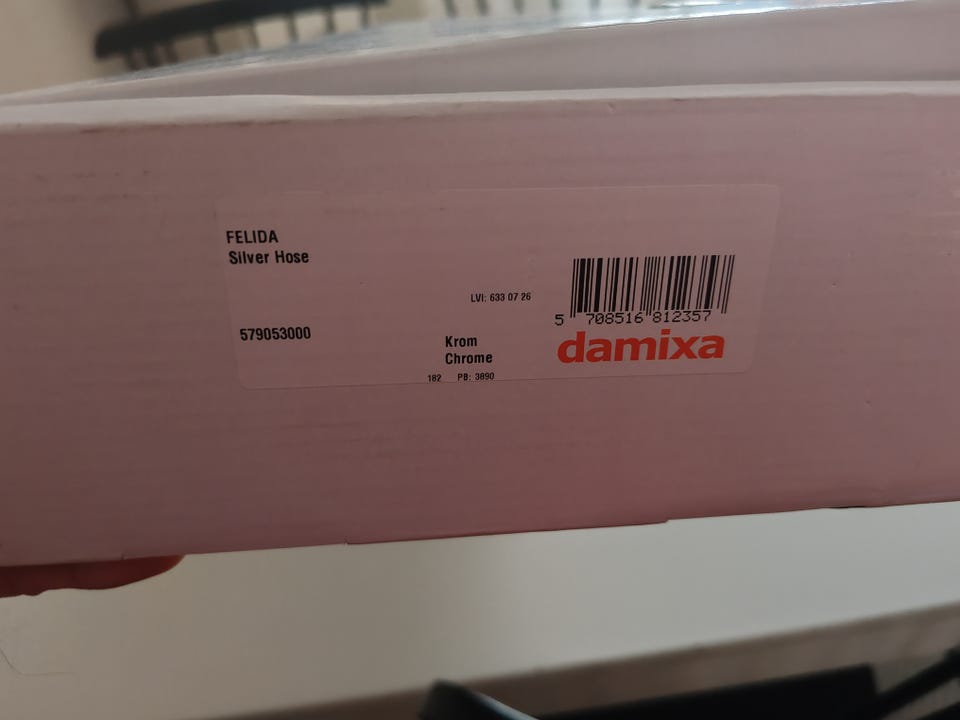 FELIDA
Silver Hose
LVI: 633 07 26
5 708516 812357
579053000
Krom
Chrome
damixa
182 PB: 3890